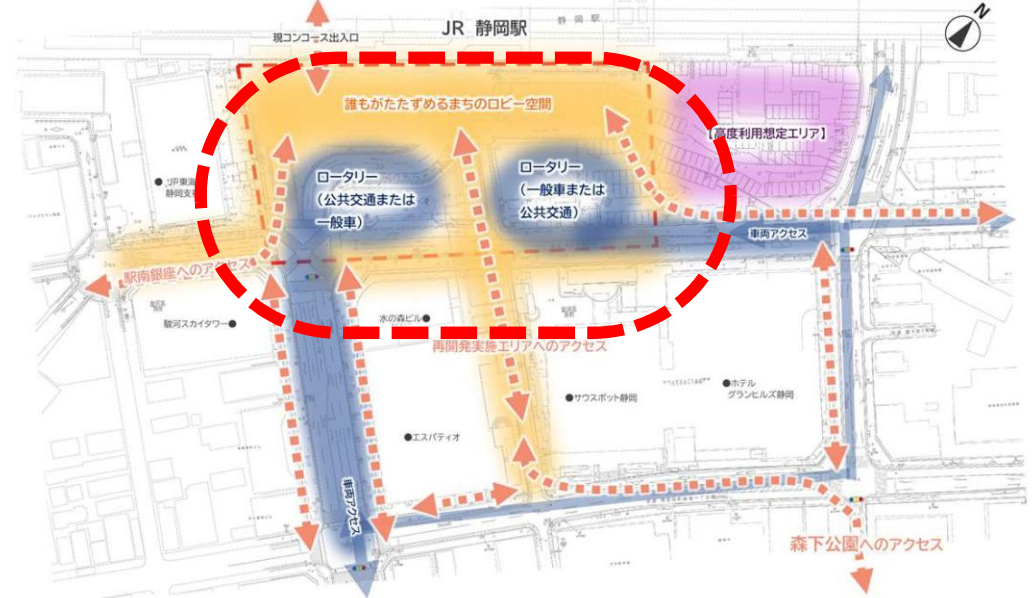 JR 静岡駅
静岡駅
N
現コンコース出入口
誰もがたたずめるまちのロビー空間
【高度利用想定エリア】
ロータリー
(公共交通または
一般車)
ロータリー
(一般車または
公共交通)
●JR東海
静岡支
車両アクセス
駅南銀座へのアクセス
駿河スカイタワー●
水の森ビル●
再開発実施エリアへのアクセス
●サウスポット静岡
●ホテル
グランヒルズ静岡
●エスパティオ
車両アクセス
森下公園へのアクセス